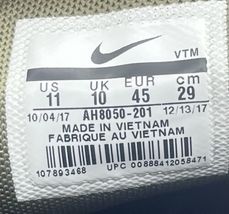 VTM
US UK EUR cm
11 10 45 29
10/04/17 AH8050-201 12/13/17
MADE IN VIETNAM
FABRIQUE AU VIETNAM
107893468 UPC 00888412058471